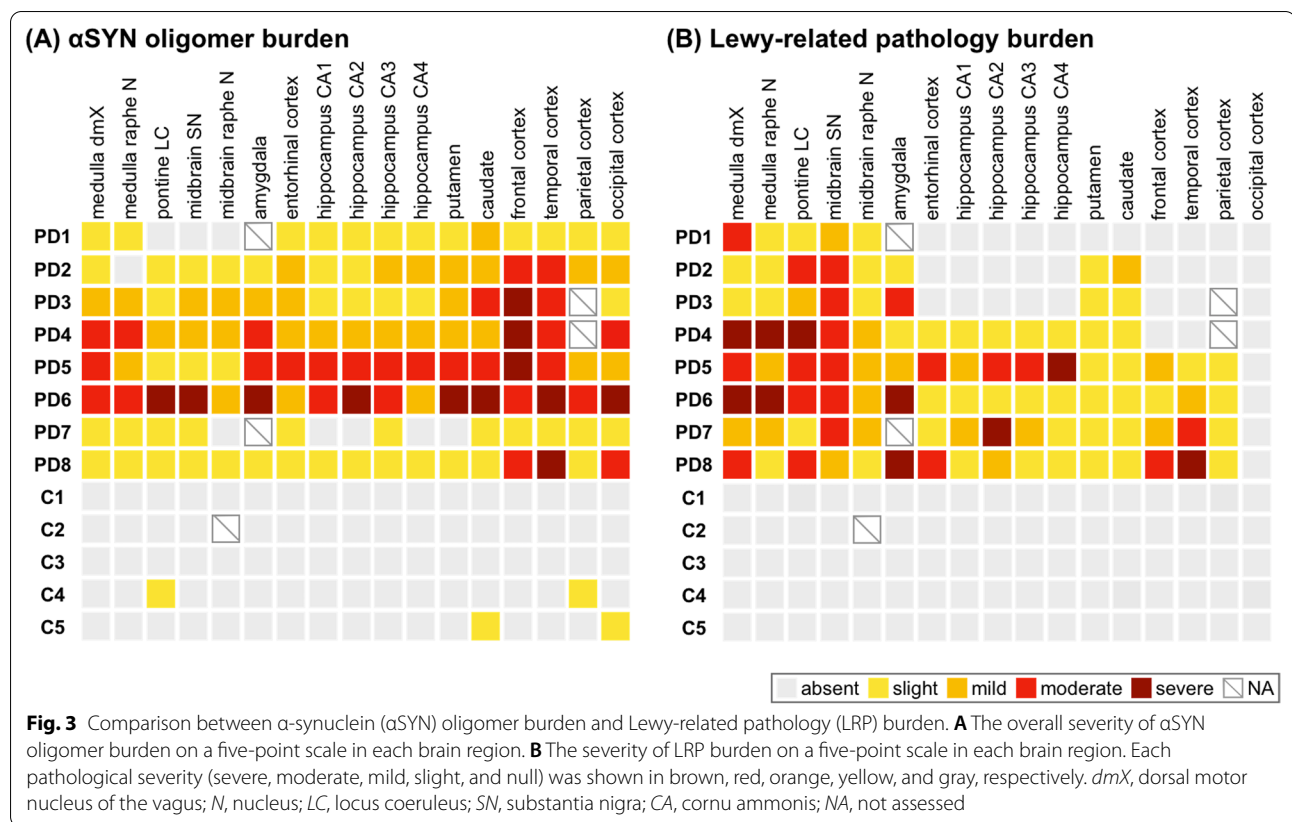 (A) αSYN oligomer burden
(B) Lewy-related pathology burden
medulla dmX
medulla raphe N
pontine LC
midbrain SN
midbrain raphe N
amygdala
entorhinal cortex
hippocampus CA1
hippocampus CA2
hippocampus CA3
hippocampus CA4
putamen
caudate
frontal cortex
temporal cortex
parietal cortex
occipital cortex
medulla dmX
medulla raphe N
pontine LC
midbrain SN
midbrain raphe N
amygdala
entorhinal cortex
hippocampus CA1
hippocampus CA2
hippocampus CA3
hippocampus CA4
putamen
caudate
frontal cortex
temporal cortex
parietal cortex
occipital cortex
PD1
PD2
PD3
PD4
PD5
PD6
PD7
PD8
C1
C2
C3
C4
C5
PD1
PD2
PD3
PD4
PD5
PD6
PD7
PD8
C1
C2
C3
C4
C5
absent slight mild moderate severe NA
Fig. 3 Comparison between α-synuclein (αSYN) oligomer burden and Lewy-related pathology (LRP) burden. A The overall severity of αSYN
oligomer burden on a five-point scale in each brain region. B The severity of LRP burden on a five-point scale in each brain region. Each
pathological severity (severe, moderate, mild, slight, and null) was shown in brown, red, orange, yellow, and gray, respectively. dmX, dorsal motor
nucleus of the vagus; N, nucleus; LC, locus coeruleus; SN, substantia nigra; CA, cornu ammonis; NA, not assessed